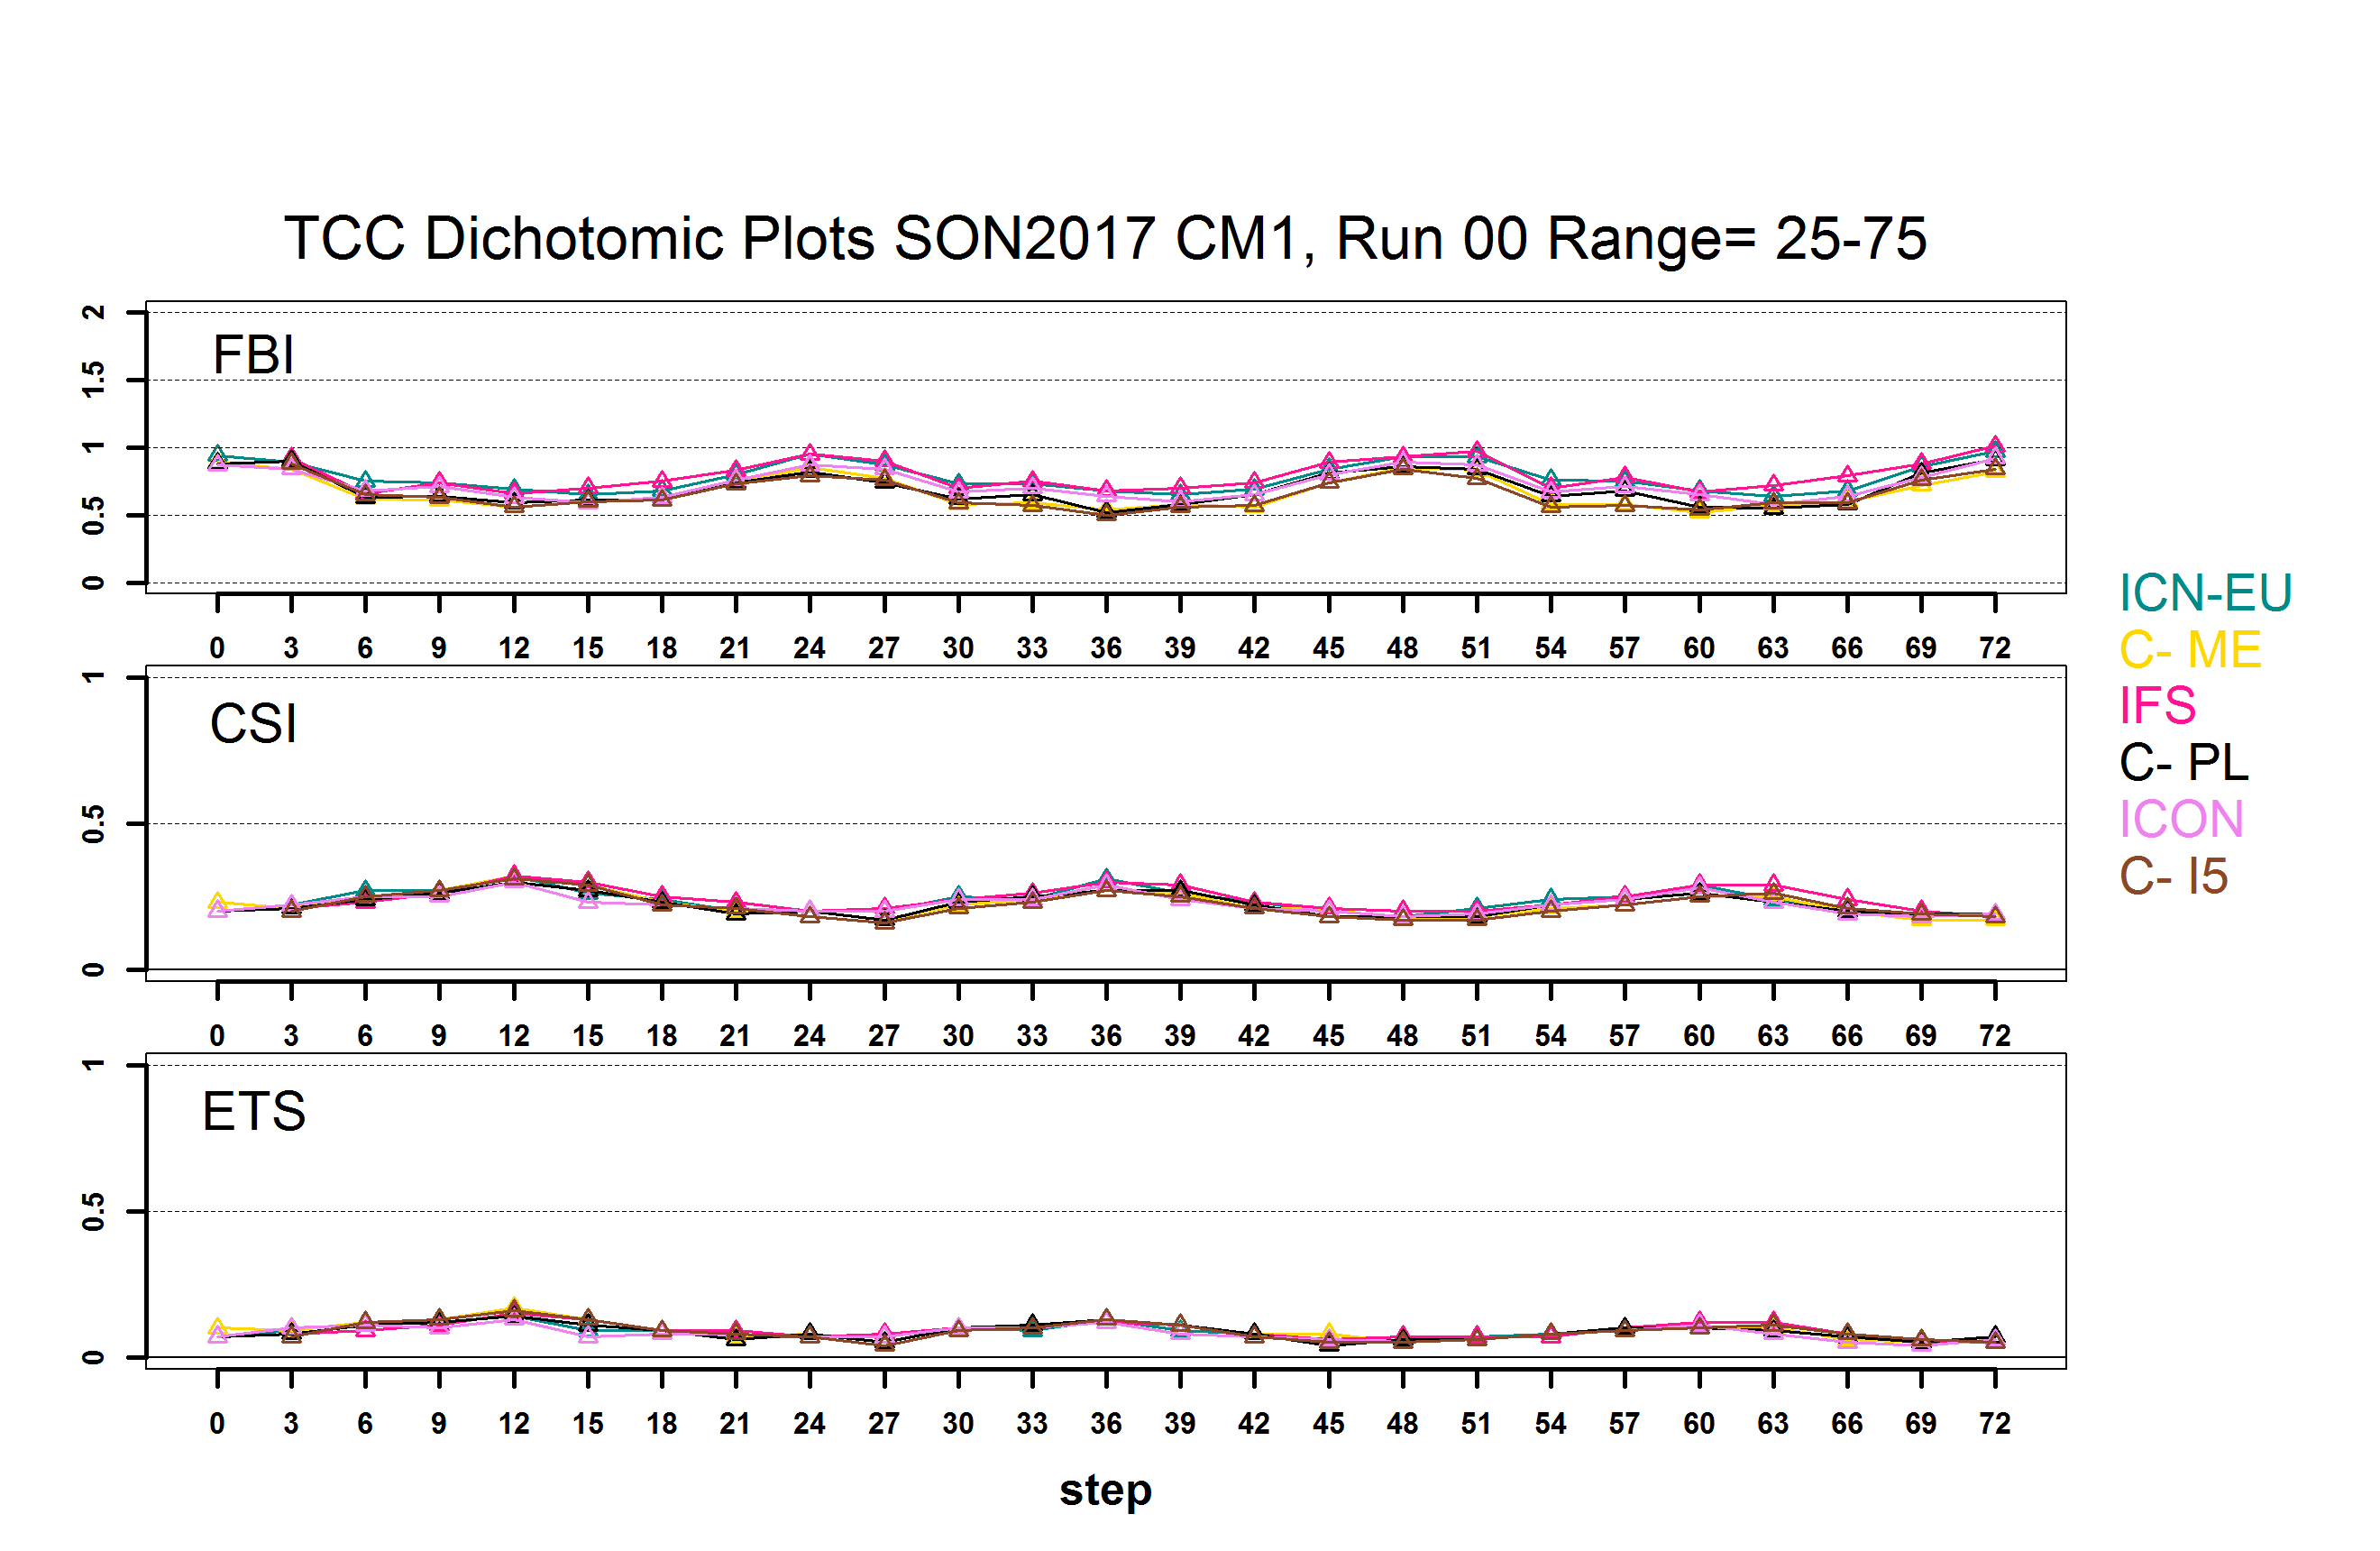 TCC Dichotomic Plots SON2017 CM1, Run 00 Range= 25-75
FBI
2
1.5
1
0.5
0
0 3 6 9 12 15 18 21 24 27 30 33 36 39 42 45 48 51 54 57 60 63 66 69 72
CSI
1
0.5
0
0 3 6 9 12 15 18 21 24 27 30 33 36 39 42 45 48 51 54 57 60 63 66 69 72
ETS
1
0.5
0
0 3 6 9 12 15 18 21 24 27 30 33 36 39 42 45 48 51 54 57 60 63 66 69 72
step
ICN-EU
C- ME
IFS
C- PL
ICON
C- I5